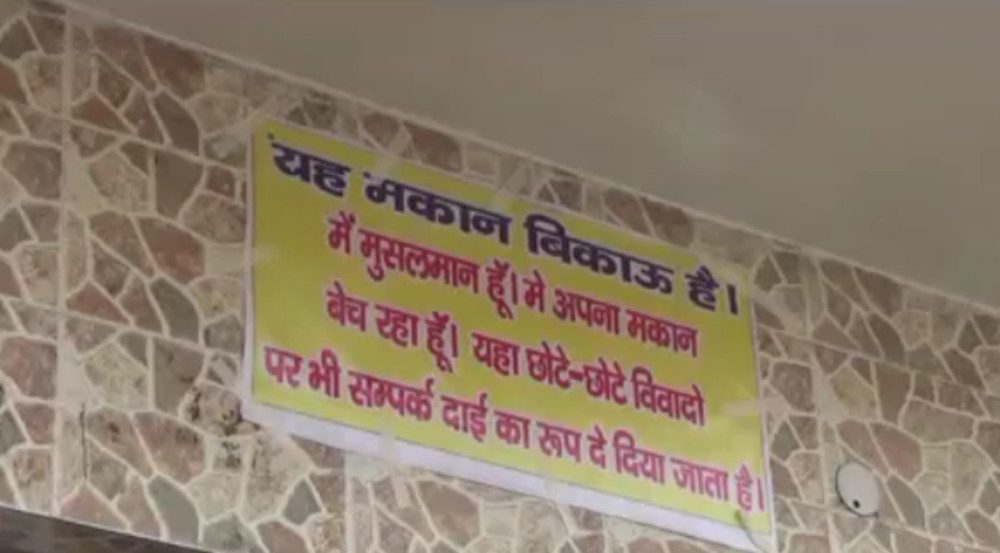 यह मकान बिकाऊ है।
में मुसलमान हूँ। मे अपना मकान
बेच रहा हूँ। यहा छोटे-छोटे विवादो
पर भी सम्पर्क दाई का रूप दे दिया जाता है।